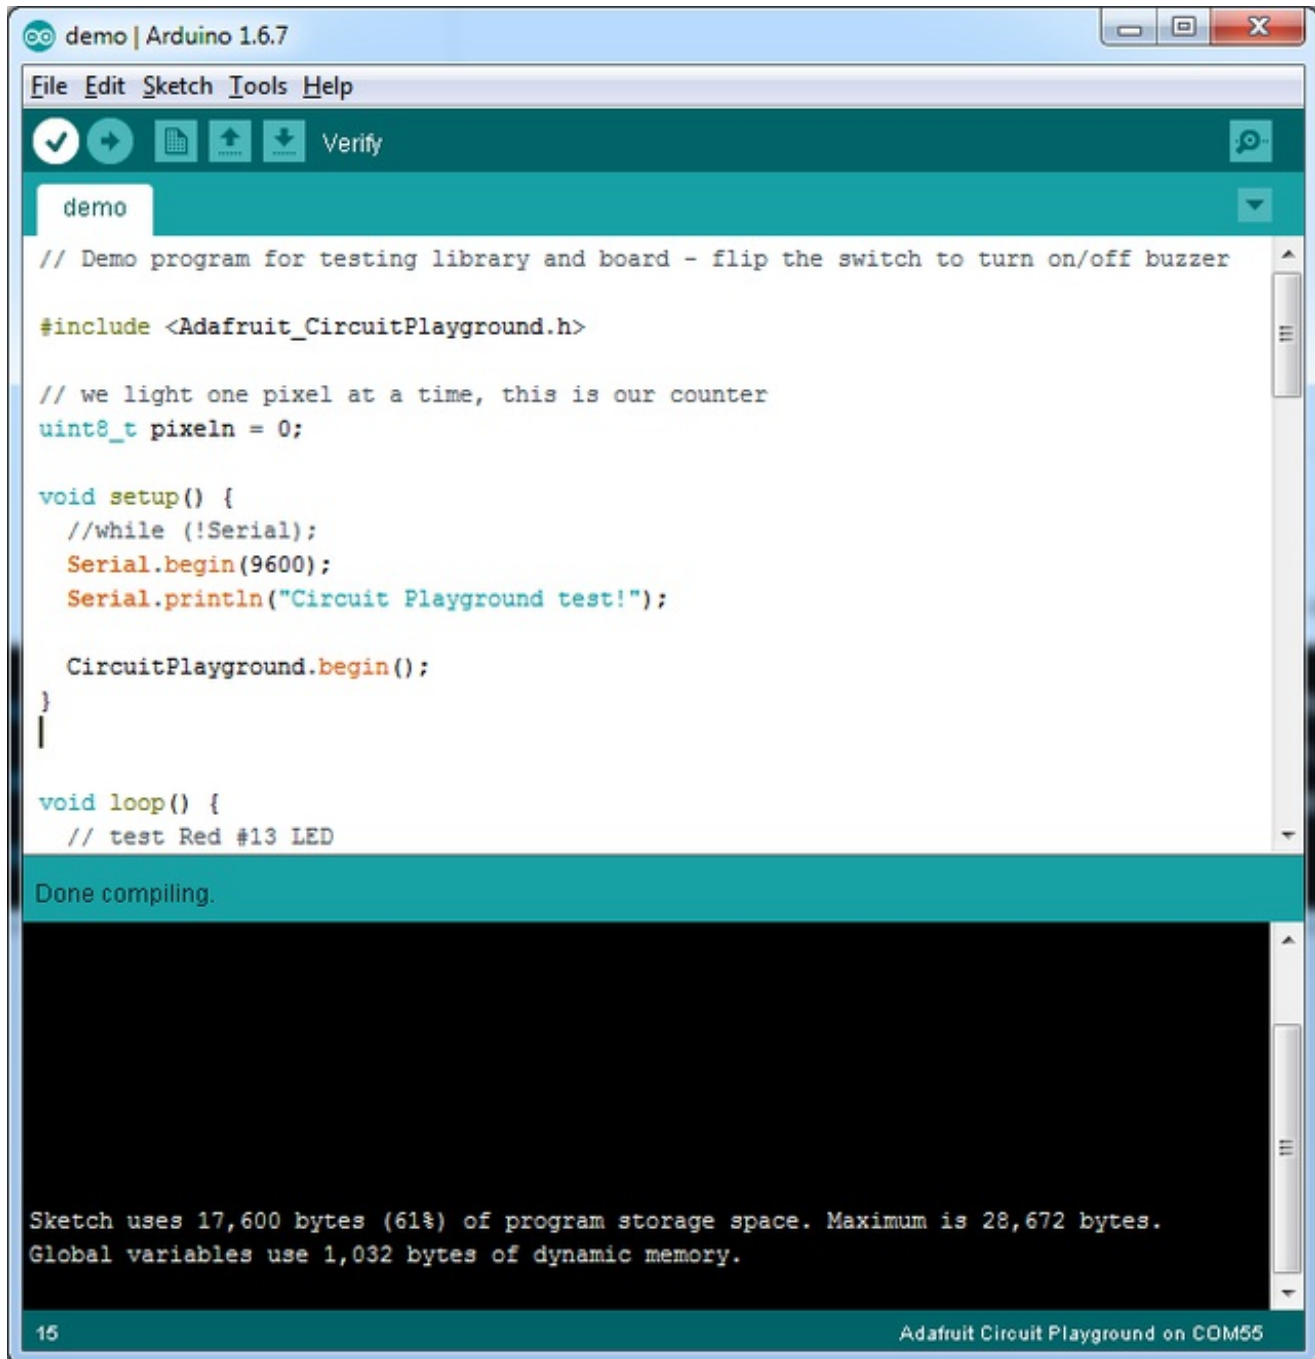 demo | Arduino 1.6.7
File Edit Sketch Tools Help
Verify
demo
// Demo program for testing library and board - flip the switch to turn on/off buzzer
#include <Adafruit_CircuitPlayground.h>
// we light one pixel at a time, this is our counter
uint8_t pixeln = 0;
void setup() {
  //while (!Serial);
  Serial.begin(9600);
  Serial.println("Circuit Playground test!");
  CircuitPlayground.begin();
}
void loop() {
  // test Red #13 LED
Done compiling.
Sketch uses 17,600 bytes (61%) of program storage space. Maximum is 28,672 bytes.
Global variables use 1,032 bytes of dynamic memory.
15 Adafruit Circuit Playground on COM55